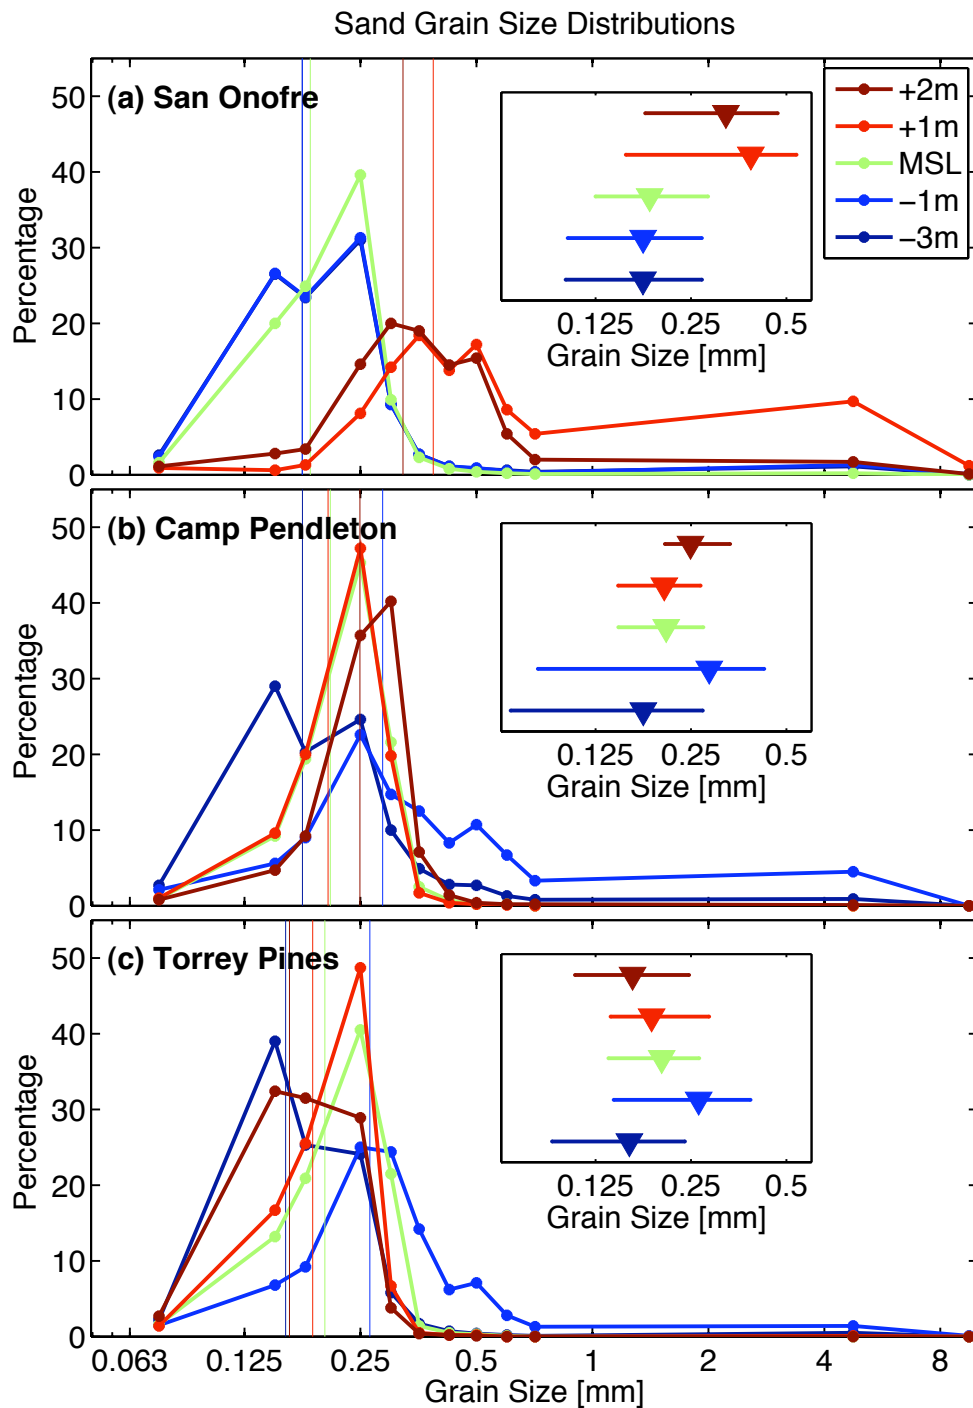 Sand Grain Size Distributions
(a) San Onofre
50
40
30
20
10
0
Percentage
+2m
+1m
MSL
−1m
−3m
0.125 0.25 0.5
Grain Size [mm]
(b) Camp Pendleton
50
40
30
20
10
0
Percentage
0.125 0.25 0.5
Grain Size [mm]
(c) Torrey Pines
50
40
30
20
10
0
Percentage
0.125 0.25 0.5
Grain Size [mm]
0.063 0.125 0.25 0.5 1 2 4 8
Grain Size [mm]